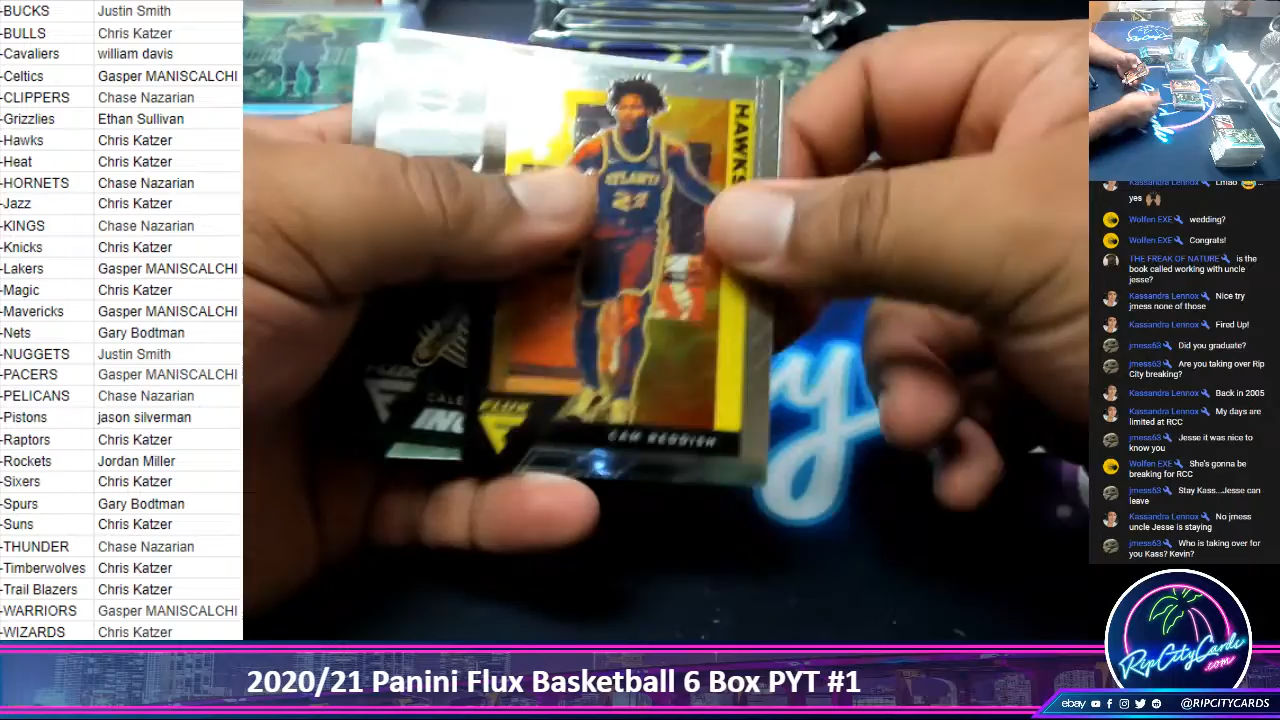 -BUCKS Justin Smith
-BULLS Chris Katzer
-Cavaliers william davis
-Celtics Gasper MANISCALCHI
-CLIPPERS Chase Nazarian
-Grizzlies Ethan Sullivan
-Hawks Chris Katzer
-Heat Chris Katzer
-HORNETS Chase Nazarian
-Jazz Chris Katzer
-KINGS Chase Nazarian
-Knicks Chris Katzer
-Lakers Gasper MANISCALCHI
-Magic Chris Katzer
-Mavericks Gasper MANISCALCHI
-Nets Gary Bodtman
-NUGGETS Justin Smith
-PACERS Gasper MANISCALCHI
-PELICANS Chase Nazarian
-Pistons jason silverman
-Raptors Chris Katzer
-Rockets Jordan Miller
-Sixers Chris Katzer
-Spurs Gary Bodtman
-Suns Chris Katzer
-THUNDER Chase Nazarian
-Timberwolves Chris Katzer
-Trail Blazers Chris Katzer
-WARRIORS Gasper MANISCALCHI
-WIZARDS Chris Katzer
HAWKS
ATLANTA
22
FLUX
CAM REDDISH
CALE
Kassandra Lennox Lmao
yes
Wolfen EXE wedding?
Wolfen EXE Congrats!
THE FREAK OF NATURE is the
book called working with uncle
jesse?
Kassandra Lennox Nice try
jmess none of those
Kassandra Lennox Fired Up!
jmess63 Did you graduate?
jmess63 Are you taking over Rip
City breaking?
Kassandra Lennox Back in 2005
Kassandra Lennox My days are
limited at RCC
jmess63 Jesse it was nice to
know you
Wolfen EXE She's gonna be
breaking for RCC
jmess63 Stay Kass...Jesse can
leave
Kassandra Lennox No jmess
uncle Jesse is staying
jmess63 Who is taking over for
you Kass? Kevin?
RipCityCards
.com
2020/21 Panini Flux Basketball 6 Box PYT #1
ebay @RIPCITYCARDS